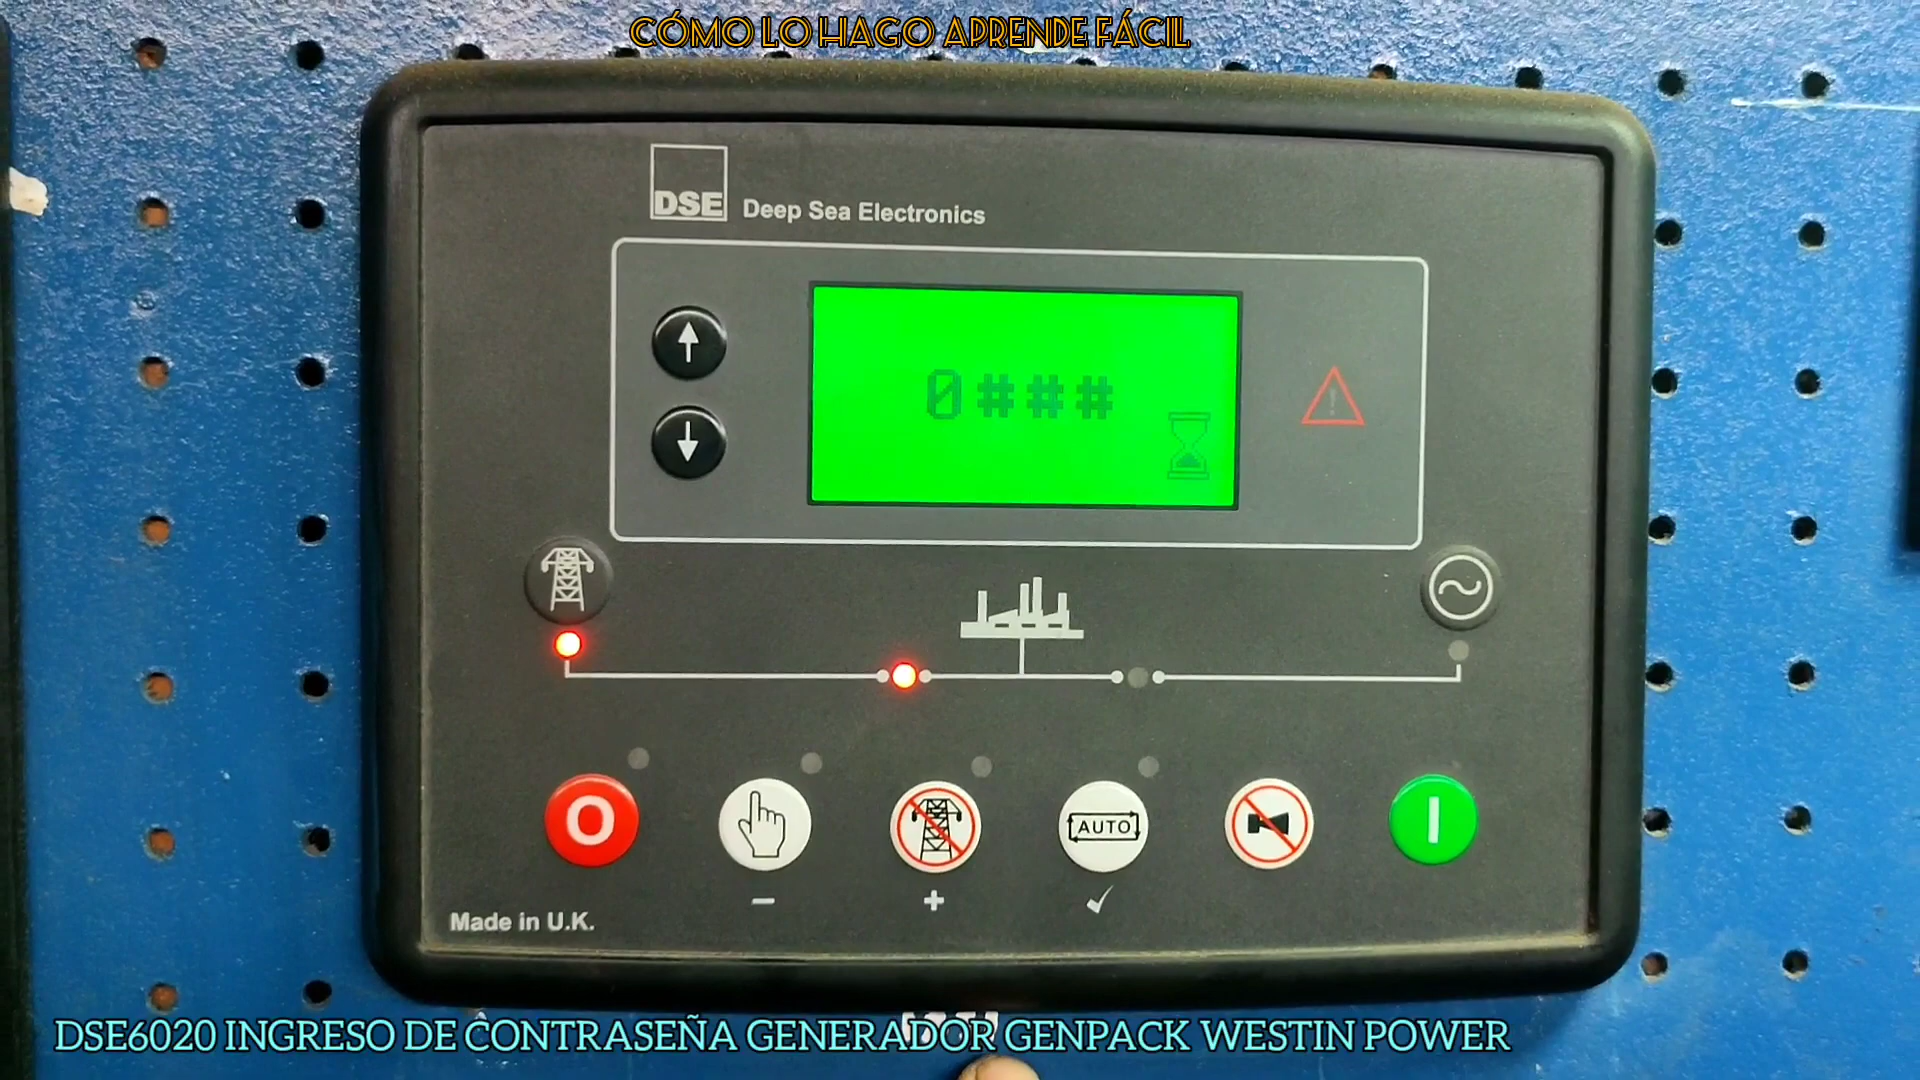 CÓMO LO HAGO APRENDE FÁCIL
DSE Deep Sea Electronics
0###
O
AUTO
I
- + ✓
Made in U.K.
DSE6020 INGRESO DE CONTRASEÑA GENERADOR GENPACK WESTIN POWER